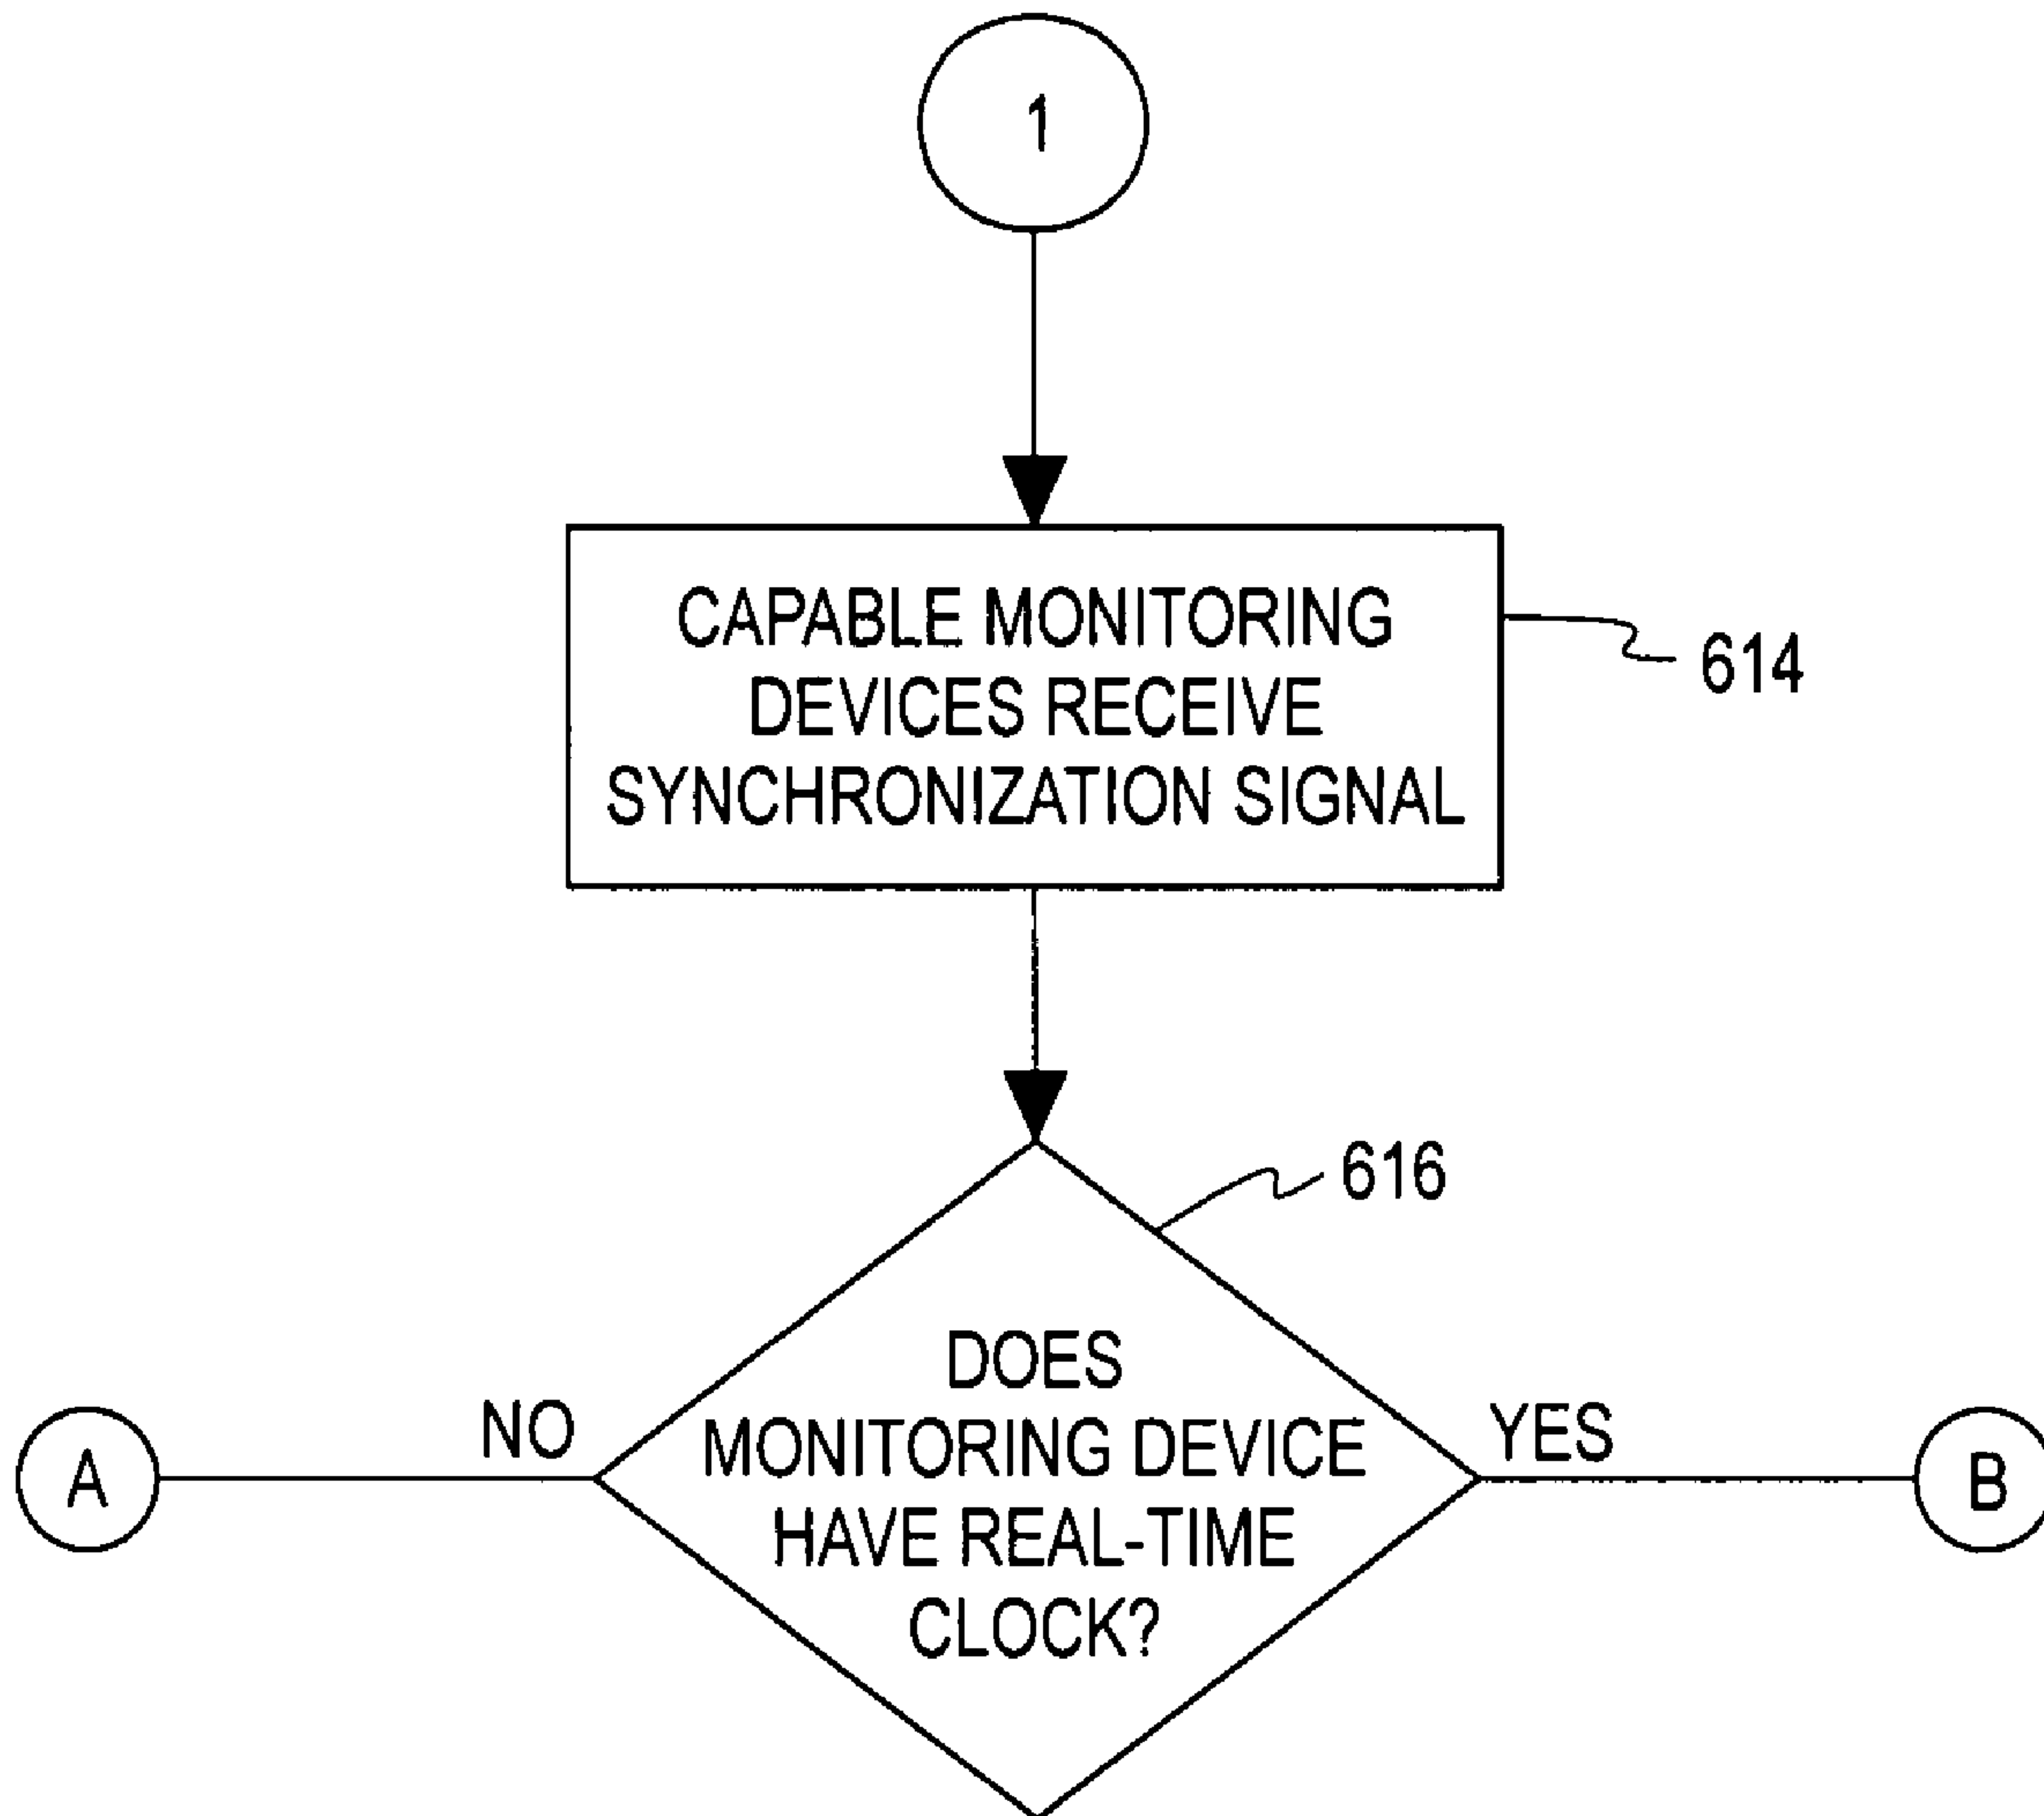 1
CAPABLE MONITORING
DEVICES RECEIVE
SYNCHRONIZATION SIGNAL
614
616
DOES
MONITORING DEVICE
HAVE REAL-TIME
CLOCK?
NO
YES
A
B